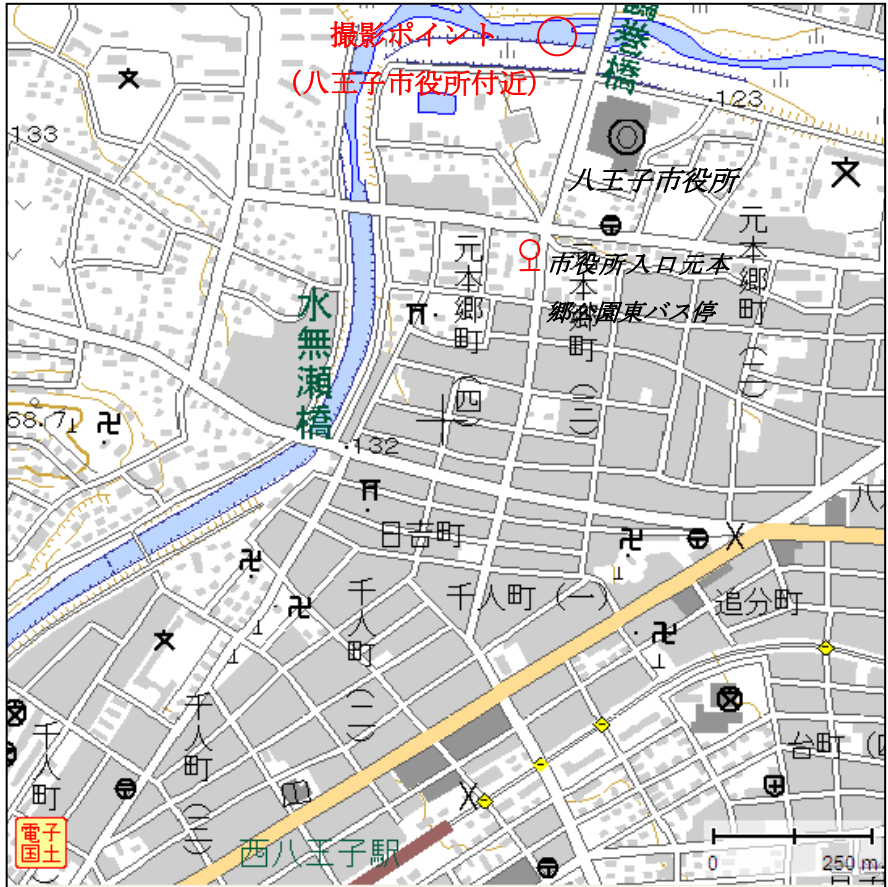 撮影ポイント
（八王子市役所付近）
123
133
八王子市役所
元本郷町（四）
元本郷町（三）
元本郷町（二）
市役所入口元本
郷公園東バス停
水無瀬橋
68.7
132
日吉町
八
千人町（一）
追分町
千人町（二）
千人町（三）
千人町
台町（四
西八王子駅
電子
国土
0
250 m